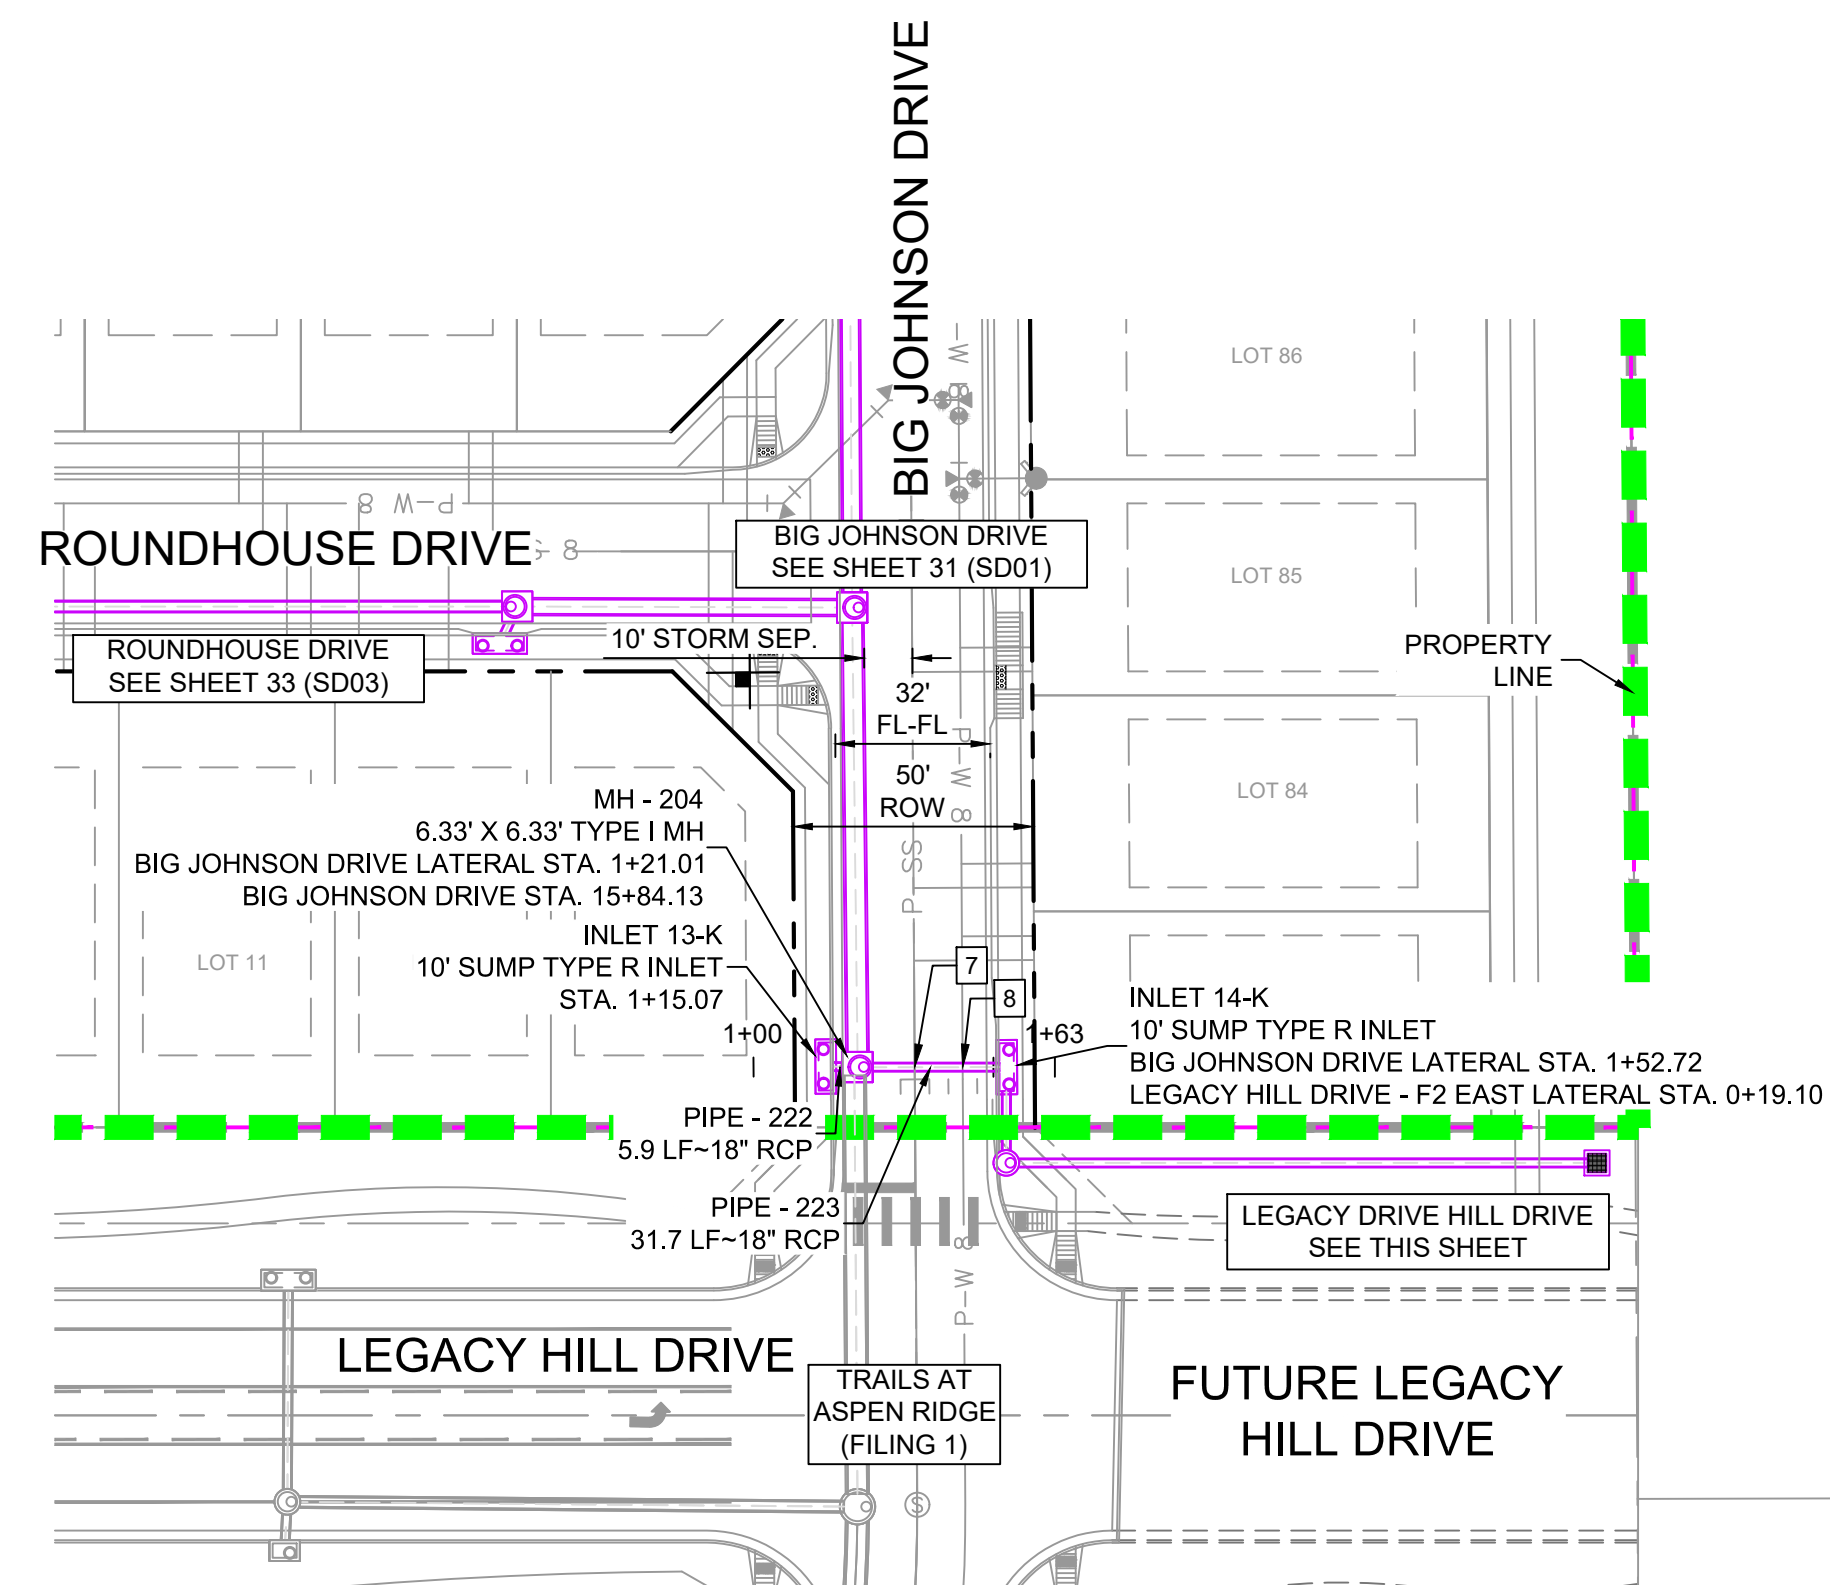 BIG JOHNSON DRIVE
LOT 86
P-W 8
ROUNDHOUSE DRIVE
BIG JOHNSON DRIVE
SEE SHEET 31 (SD01)
LOT 85
ROUNDHOUSE DRIVE
SEE SHEET 33 (SD03)
10' STORM SEP.
PROPERTY
LINE
32'
FL-FL
50'
ROW
P-W 8
LOT 84
MH - 204
6.33' X 6.33' TYPE I MH
BIG JOHNSON DRIVE LATERAL STA. 1+21.01
BIG JOHNSON DRIVE STA. 15+84.13
P-SS
LOT 11
INLET 13-K
10' SUMP TYPE R INLET
STA. 1+15.07
7
8
1+00
1+63
INLET 14-K
10' SUMP TYPE R INLET
BIG JOHNSON DRIVE LATERAL STA. 1+52.72
LEGACY HILL DRIVE - F2 EAST LATERAL STA. 0+19.10
PIPE - 222
5.9 LF~18" RCP
PIPE - 223
31.7 LF~18" RCP
LEGACY DRIVE HILL DRIVE
SEE THIS SHEET
P-W 8
LEGACY HILL DRIVE
TRAILS AT
ASPEN RIDGE
(FILING 1)
FUTURE LEGACY
HILL DRIVE
S